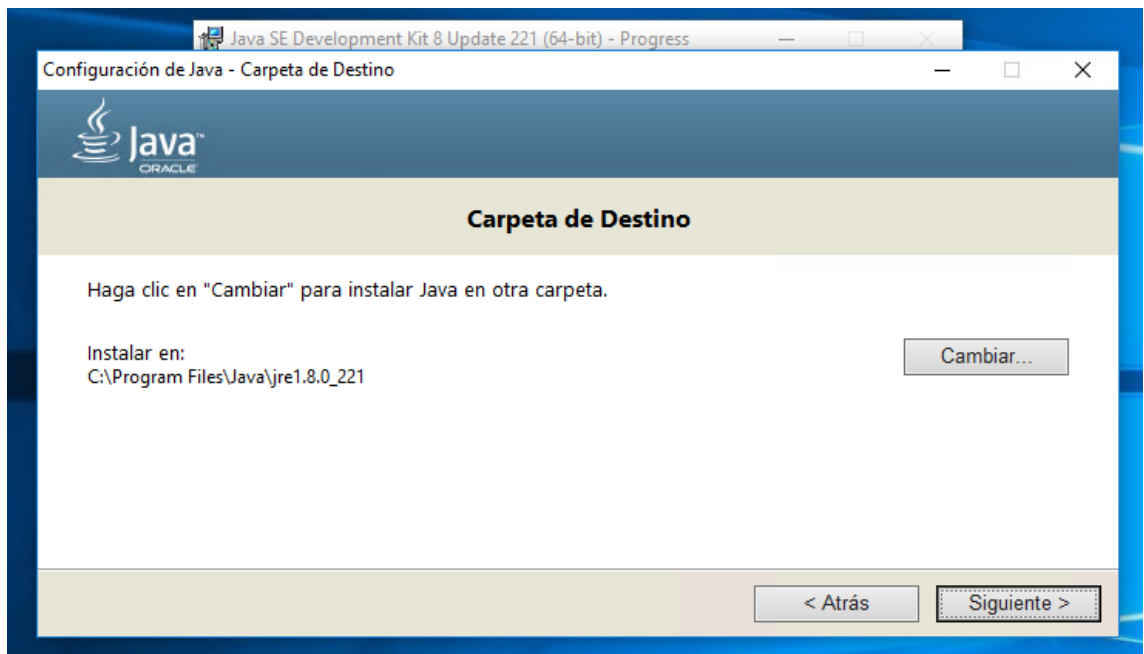 Java SE Development Kit 8 Update 221 (64-bit) - Progress
Configuración de Java - Carpeta de Destino
Java™
ORACLE
Carpeta de Destino
Haga clic en "Cambiar" para instalar Java en otra carpeta.
Instalar en:
Cambiar...
C:\Program Files\Java\jre1.8.0_221
< Atrás
Siguiente >